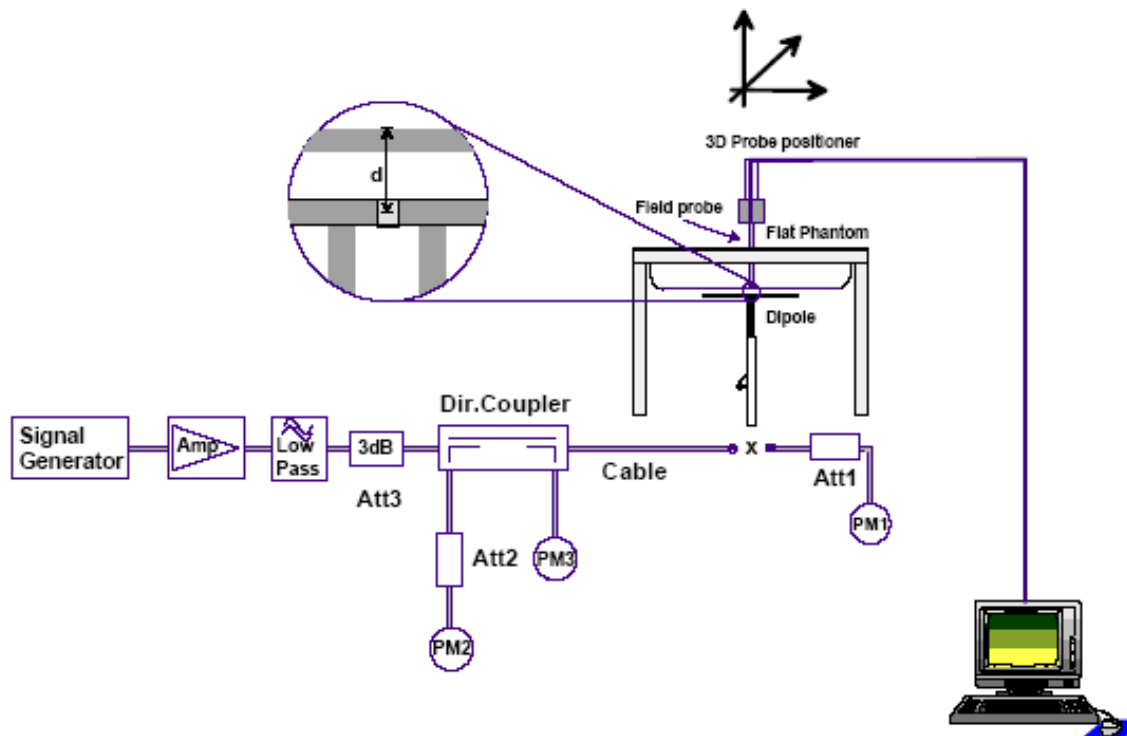 3D Probe positioner
d
Field probe
Flat Phantom
Dipole
Dir.Coupler
Signal
Generator
Amp
Low
Pass
3dB
Cable
x
Att1
Att3
PM1
Att2
PM3
PM2